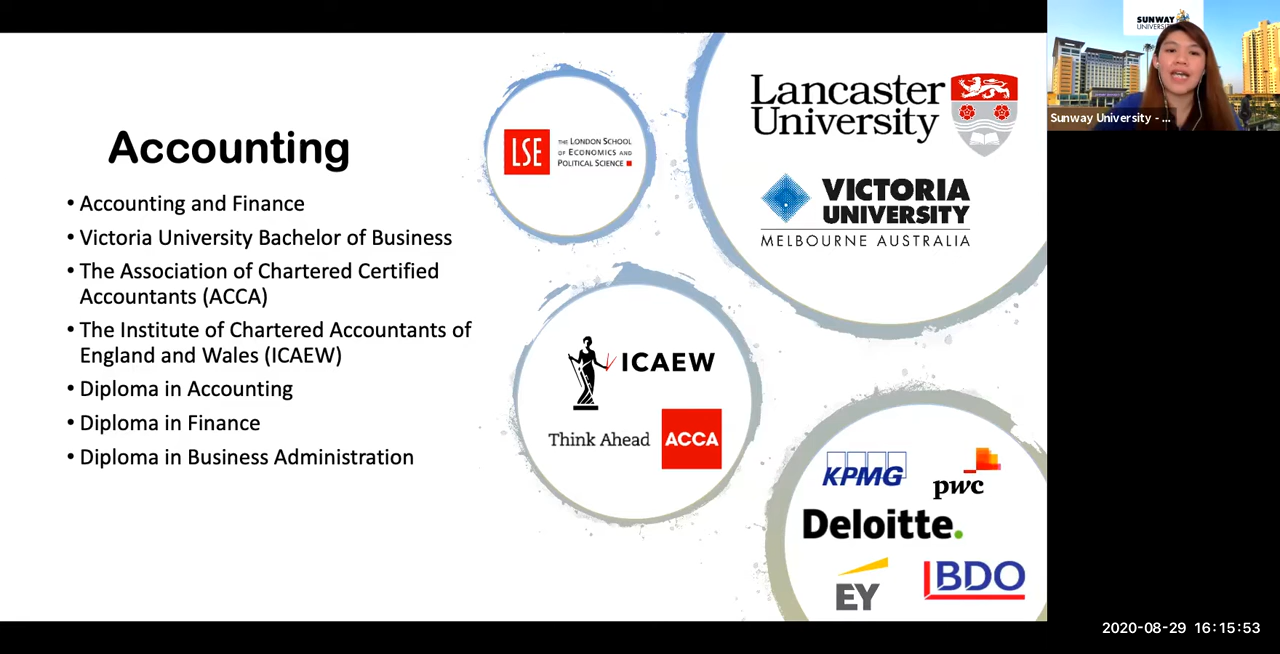 Accounting
• Accounting and Finance
• Victoria University Bachelor of Business
• The Association of Chartered Certified
Accountants (ACCA)
• The Institute of Chartered Accountants of
England and Wales (ICAEW)
• Diploma in Accounting
• Diploma in Finance
• Diploma in Business Administration
LSE
THE LONDON SCHOOL
OF ECONOMICS AND
POLITICAL SCIENCE
Lancaster
University
VICTORIA
UNIVERSITY
MELBOURNE AUSTRALIA
ICAEW
Think Ahead ACCA
KPMG
pwc
Deloitte.
EY
BDO
SUNWAY
UNIVERSITY
Sunway University - ...
2020-08-29 16:15:53